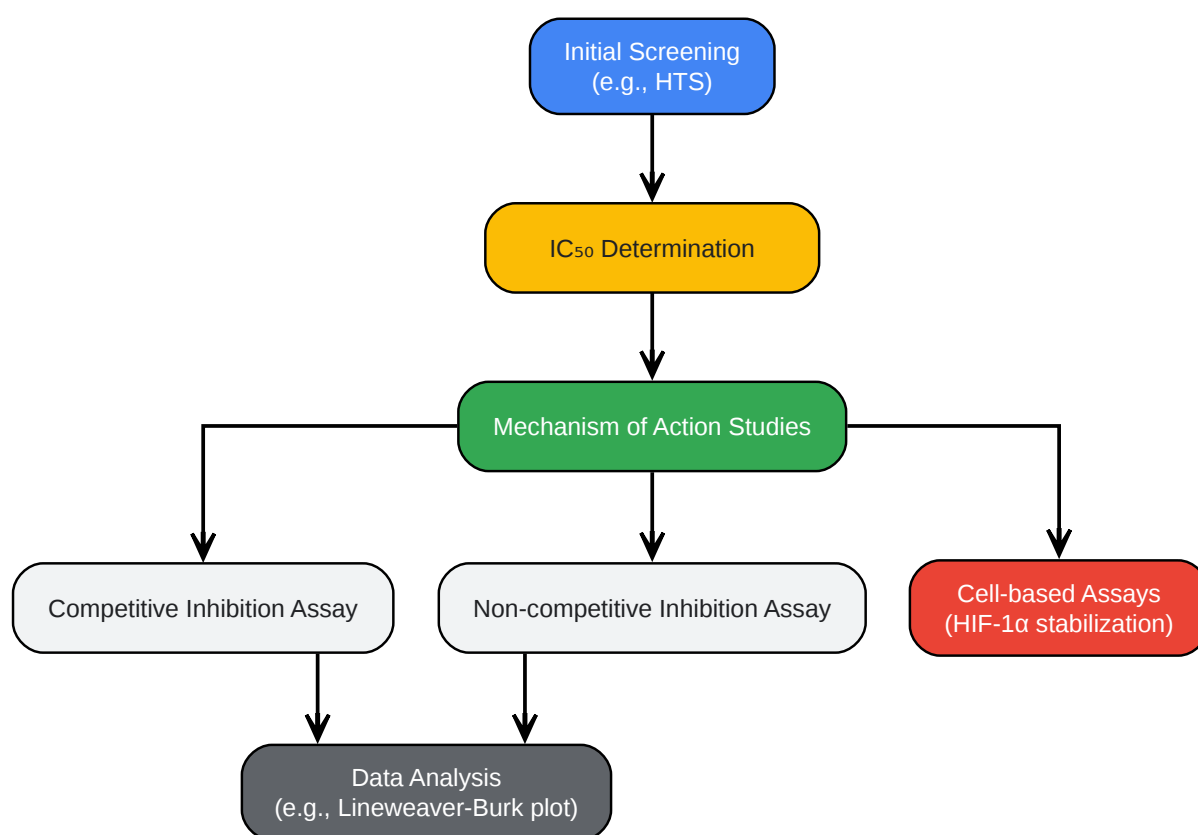 Initial Screening
(e.g., HTS)
IC₅₀ Determination
Mechanism of Action Studies
Competitive Inhibition Assay
Non-competitive Inhibition Assay
Cell-based Assays
(HIF-1α stabilization)
Data Analysis
(e.g., Lineweaver-Burk plot)